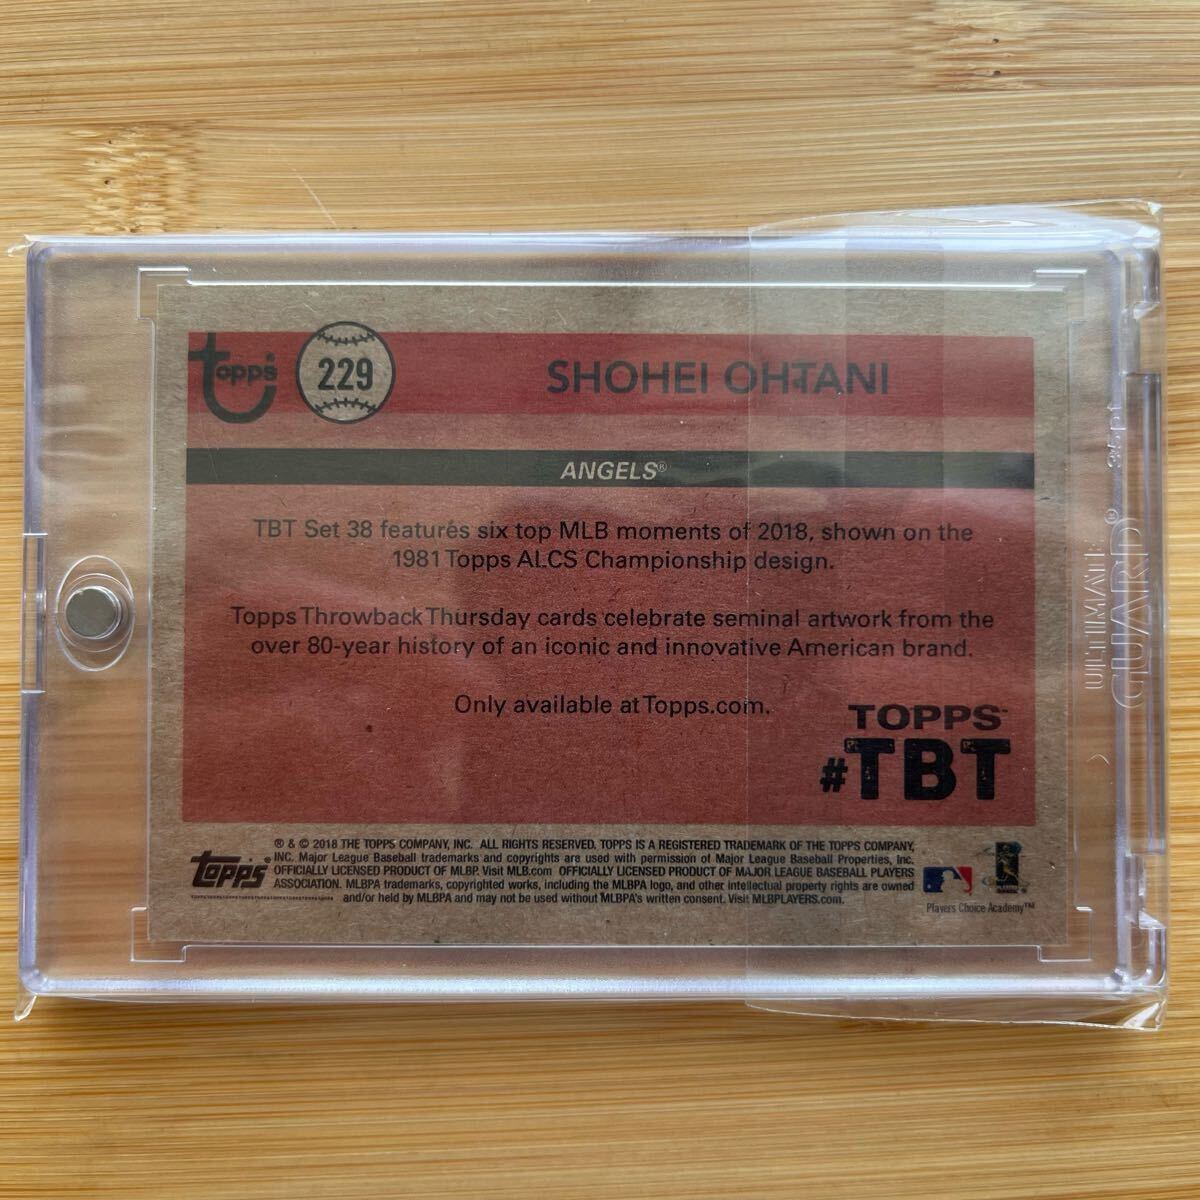 topps®
229
SHOHEI OHTANI
ANGELS®
TBT Set 38 features six top MLB moments of 2018, shown on the
1981 Topps ALCS Championship design.
Topps Throwback Thursday cards celebrate seminal artwork from the
over 80-year history of an iconic and innovative American brand.
Only available at Topps.com.
TOPPS™
#TBT
topps®
® & © 2018 THE TOPPS COMPANY, INC. ALL RIGHTS RESERVED. TOPPS IS A REGISTERED TRADEMARK OF THE TOPPS COMPANY,
INC. Major League Baseball trademarks and copyrights are used with permission of Major League Baseball Properties, Inc.
OFFICIALLY LICENSED PRODUCT OF MLBP. Visit MLB.com OFFICIALLY LICENSED PRODUCT OF MAJOR LEAGUE BASEBALL PLAYERS
ASSOCIATION. MLBPA trademarks, copyrighted works, including the MLBPA logo, and other intellectual property rights are owned
and/or held by MLBPA and may not be used without MLBPA's written consent. Visit MLBPLAYERS.com.
Players Choice Academy™
ULTIMATE
GUARD®
35pt